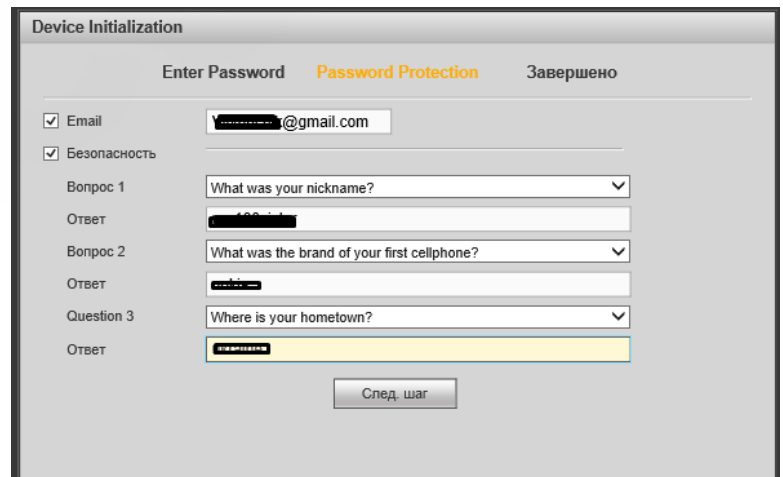 Device Initialization
Enter Password Password Protection Завершено
Email @gmail.com
Безопасность
Вопрос 1 What was your nickname?
Ответ
Вопрос 2 What was the brand of your first cellphone?
Ответ
Question 3 Where is your hometown?
Ответ
След. шаг